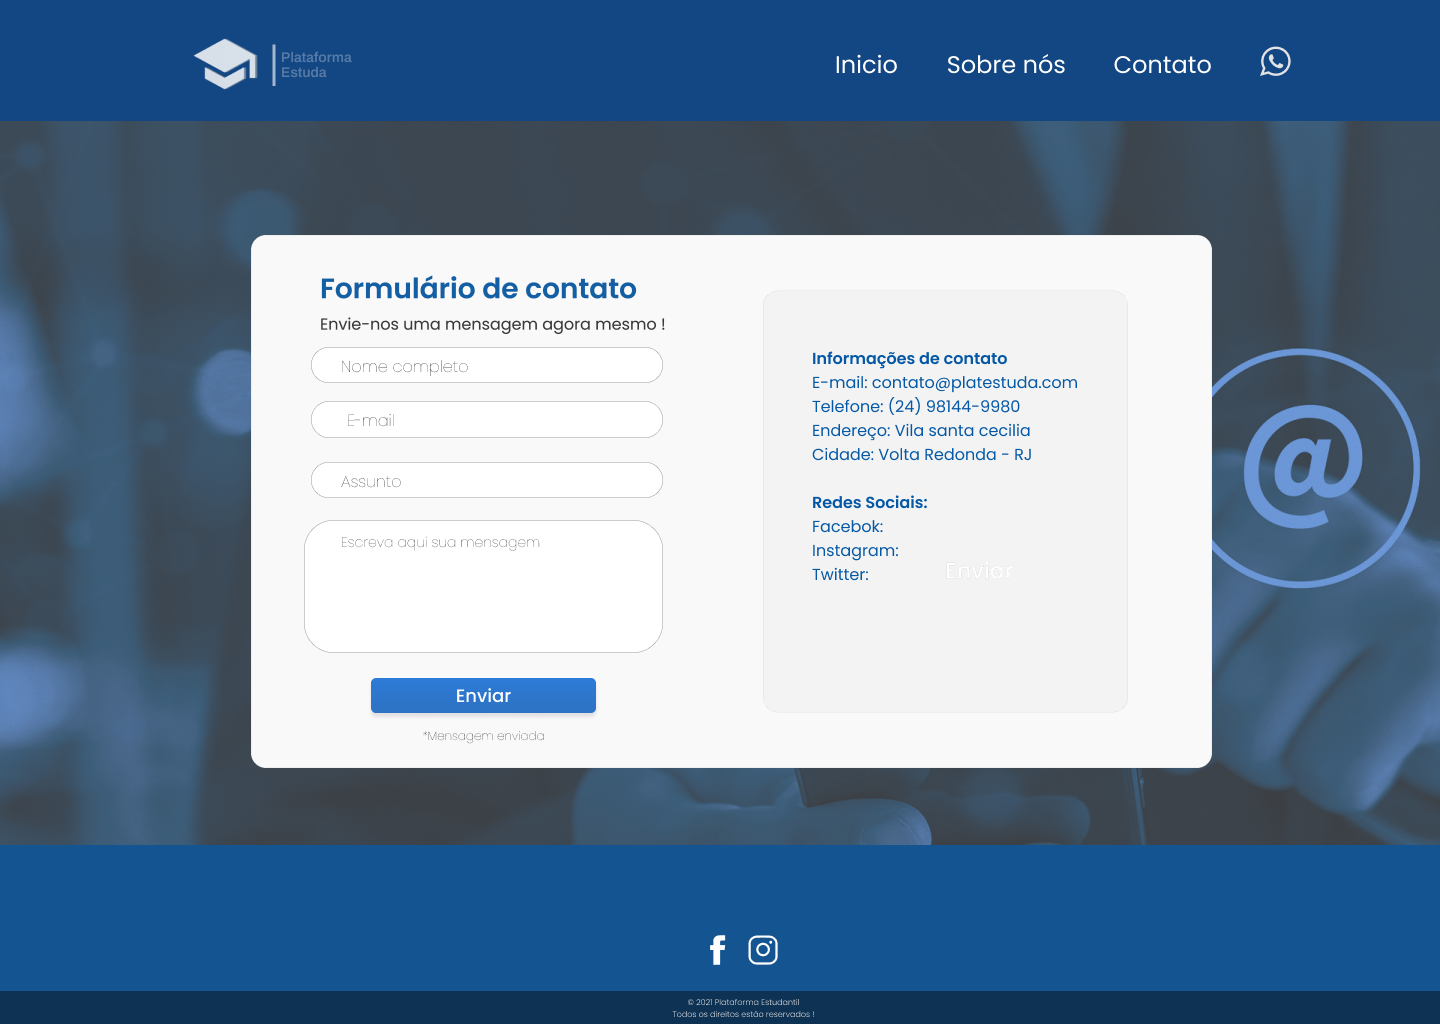 Plataforma
Estuda
Inicio
Sobre nós
Contato
Formulário de contato
Envie-nos uma mensagem agora mesmo !
Nome completo
E-mail
Assunto
Escreva aqui sua mensagem
Enviar
*Mensagem enviada
Informações de contato
E-mail: contato@platestuda.com
Telefone: (24) 98144-9980
Endereço: Vila santa cecilia
Cidade: Volta Redonda - RJ
Redes Sociais:
Facebok:
Instagram:
Twitter:
Enviar
@
© 2021 Plataforma Estudantil
Todos os direitos estão reservados !